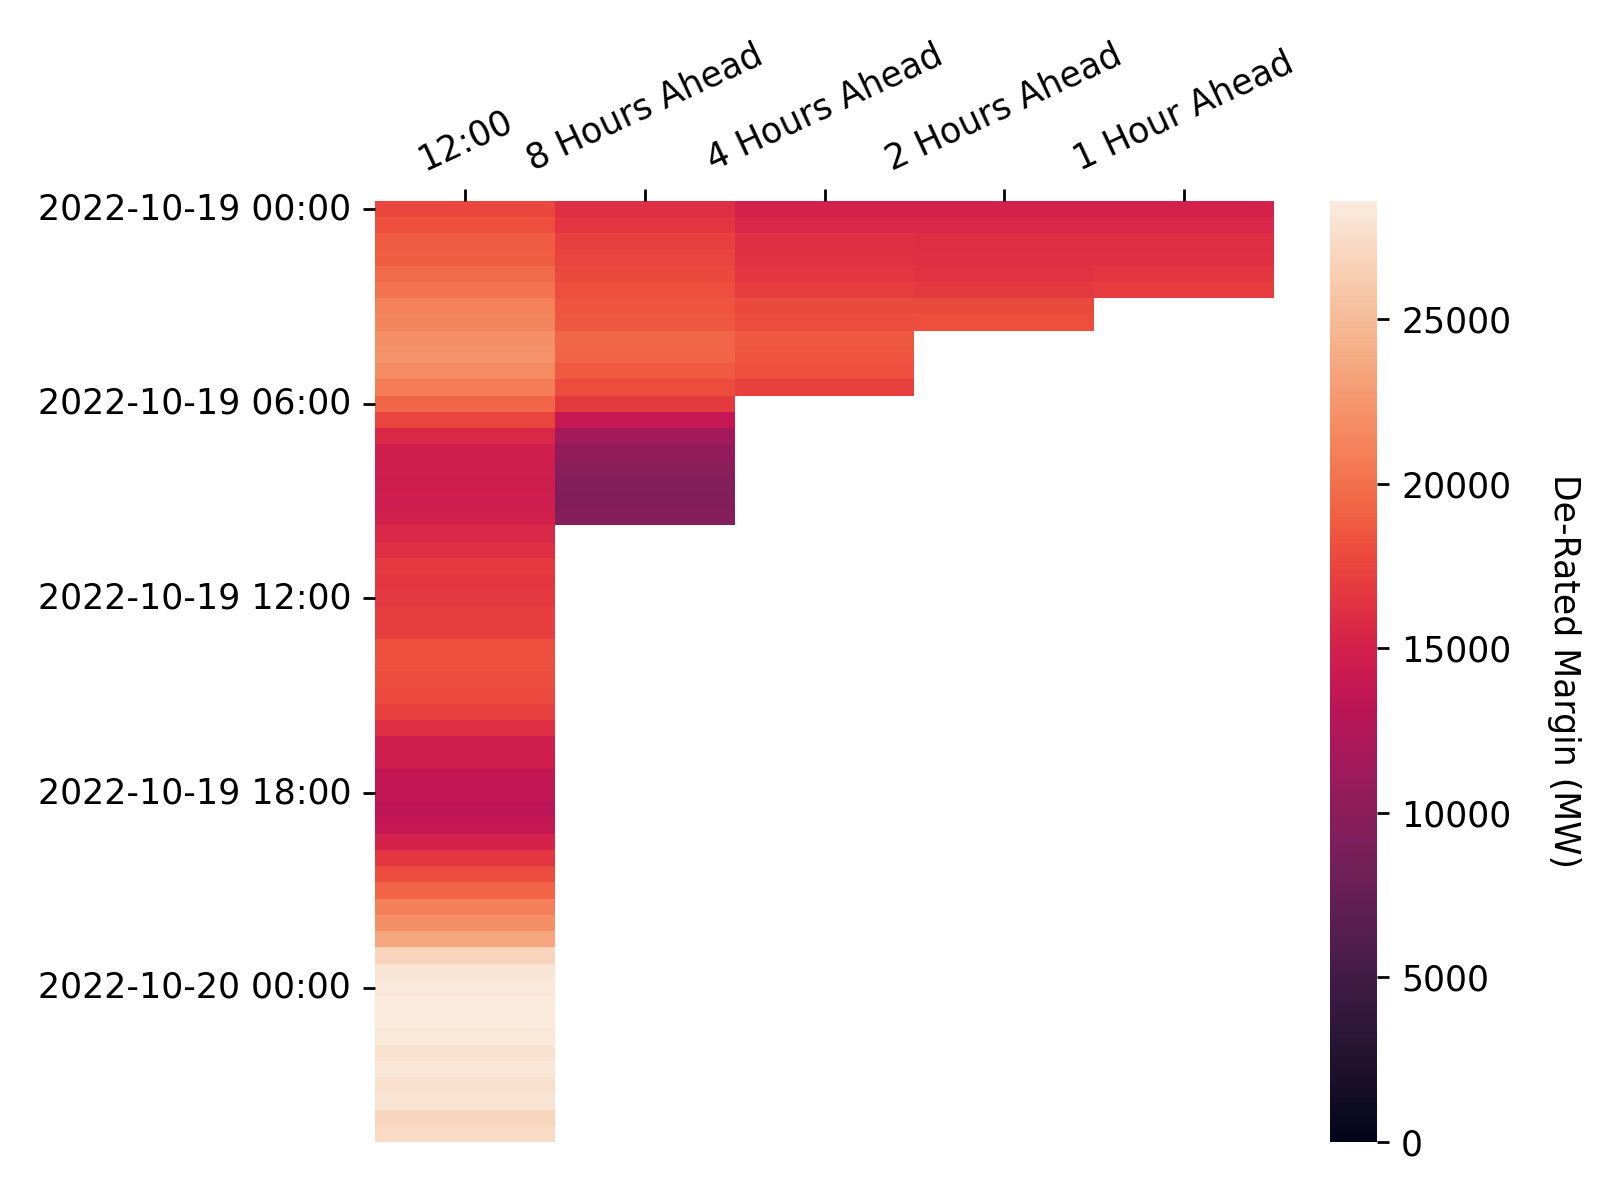 12:00
8 Hours Ahead
4 Hours Ahead
2 Hours Ahead
1 Hour Ahead
2022-10-19 00:00
2022-10-19 06:00
2022-10-19 12:00
2022-10-19 18:00
2022-10-20 00:00
25000
20000
15000
10000
5000
0
De-Rated Margin (MW)